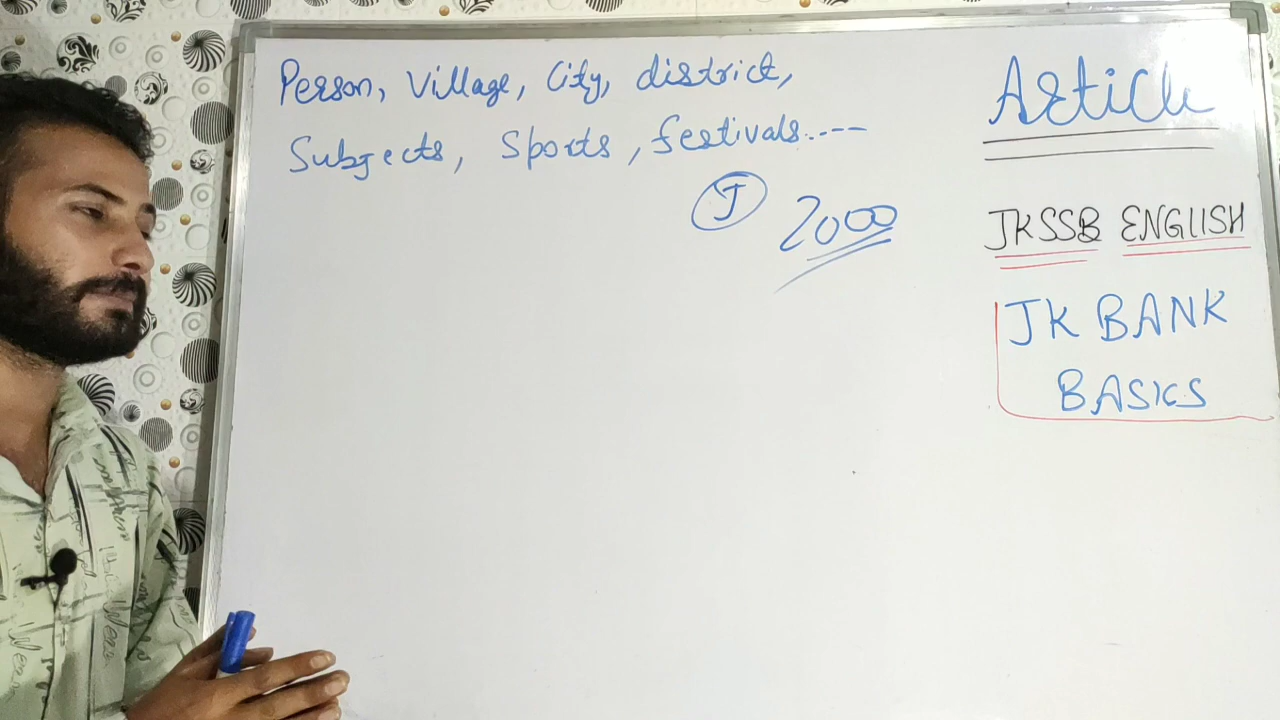 Person, Village, City, district,
Subjects, Sports, festivals....---
J
2000
Article
JKSSB ENGLISH
JK BANK
BASICS